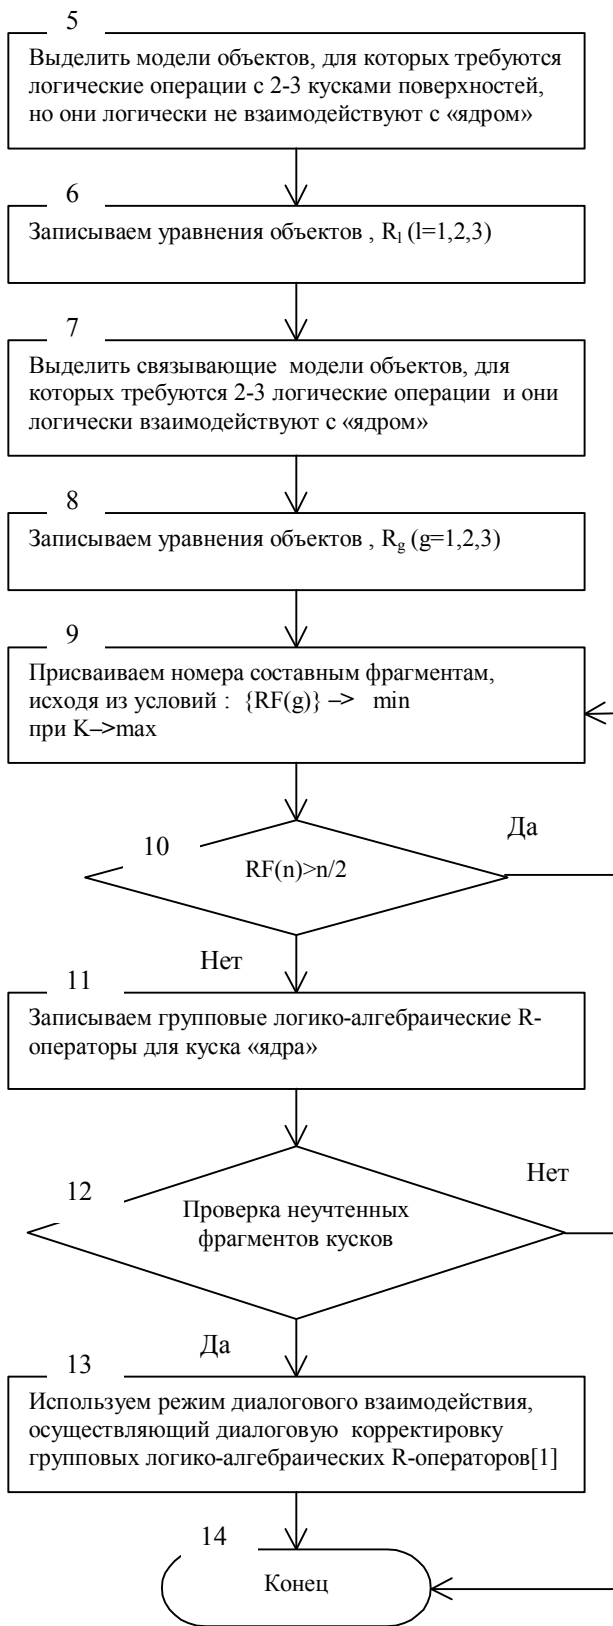 5
Выделить модели объектов, для которых требуются
логические операции с 2-3 кусками поверхностей,
но они логически не взаимодействуют с «ядром»
6
Записываем уравнения объектов , R₁ (l=1,2,3)
7
Выделить связывающие модели объектов, для
которых требуются 2-3 логические операции и они
логически взаимодействуют с «ядром»
8
Записываем уравнения объектов , Rg (g=1,2,3)
9
Присваиваем номера составным фрагментам,
исходя из условий : {RF(g)} –> min
при K–>max
10
Да
RF(n)>n/2
Нет
11
Записываем групповые логико-алгебраические R-
операторы для куска «ядра»
12
Нет
Проверка неучтенных
фрагментов кусков
Да
13
Используем режим диалогового взаимодействия,
осуществляющий диалоговую корректировку
групповых логико-алгебраических R-операторов[1]
14
Конец